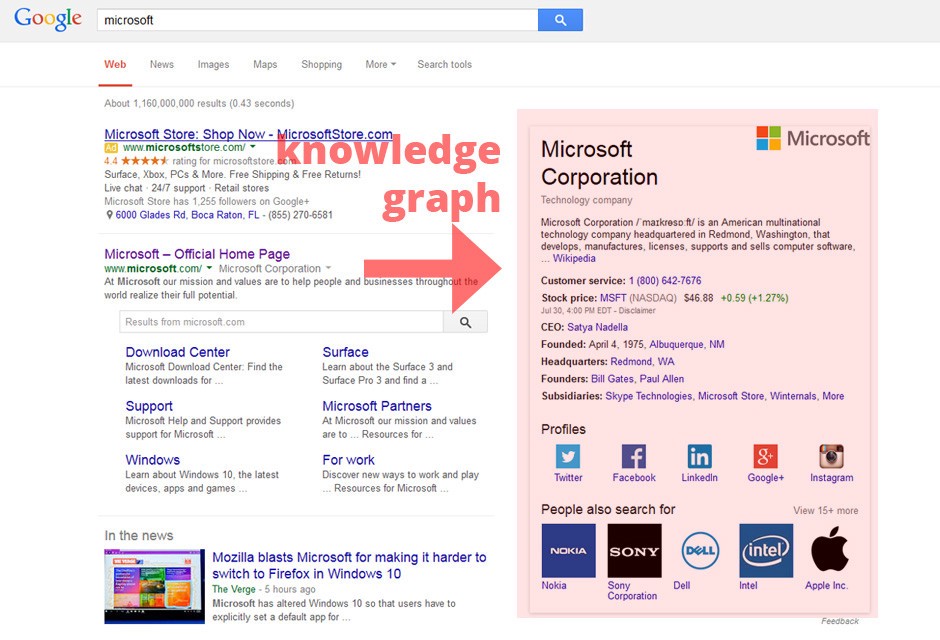 Google
microsoft
Web News Images Maps Shopping More Search tools
About 1,160,000,000 results (0.43 seconds)
Microsoft Store: Shop Now - MicrosoftStore.com
Ad www.microsoftstore.com/
4.4 rating for microsoftstore.com
Surface, Xbox, PCs & More. Free Shipping & Free Returns!
Live chat · 24/7 support · Retail stores
Microsoft Store has 1,255 followers on Google+
6000 Glades Rd, Boca Raton, FL - (855) 270-6581
Microsoft – Official Home Page
www.microsoft.com/ Microsoft Corporation
At Microsoft our mission and values are to help people and businesses throughout the
world realize their full potential.
Results from microsoft.com
Download Center
Microsoft Download Center: Find the
latest downloads for ...
Surface
Learn about the Surface 3 and
Surface Pro 3 and find a ...
Support
Microsoft Help and Support provides
support for Microsoft ...
Microsoft Partners
At Microsoft our mission and values
are to ... Resources for ...
Windows
Learn about Windows 10, the latest
devices, apps and games ...
For work
Discover new ways to work and play
... Resources for Microsoft ...
In the news
Mozilla blasts Microsoft for making it harder to
switch to Firefox in Windows 10
The Verge - 5 hours ago
Microsoft has altered Windows 10 so that users have to
explicitly set a default app for ...
knowledge
graph
Microsoft
Microsoft
Corporation
Technology company
Microsoft Corporation /ˈmaɪkrɵsɒːft/ is an American multinational
technology company headquartered in Redmond, Washington, that
develops, manufactures, licenses, supports and sells computer software,
... Wikipedia
Customer service: 1 (800) 642-7676
Stock price: MSFT (NASDAQ) $46.88 +0.59 (+1.27%)
Jul 30, 4:00 PM EDT - Disclaimer
CEO: Satya Nadella
Founded: April 4, 1975, Albuquerque, NM
Headquarters: Redmond, WA
Founders: Bill Gates, Paul Allen
Subsidiaries: Skype Technologies, Microsoft Store, Winternals, More
Profiles
Twitter Facebook LinkedIn Google+ Instagram
People also search for View 15+ more
NOKIA SONY DELL intel
Nokia Sony Dell Intel Apple Inc.
Corporation
Feedback